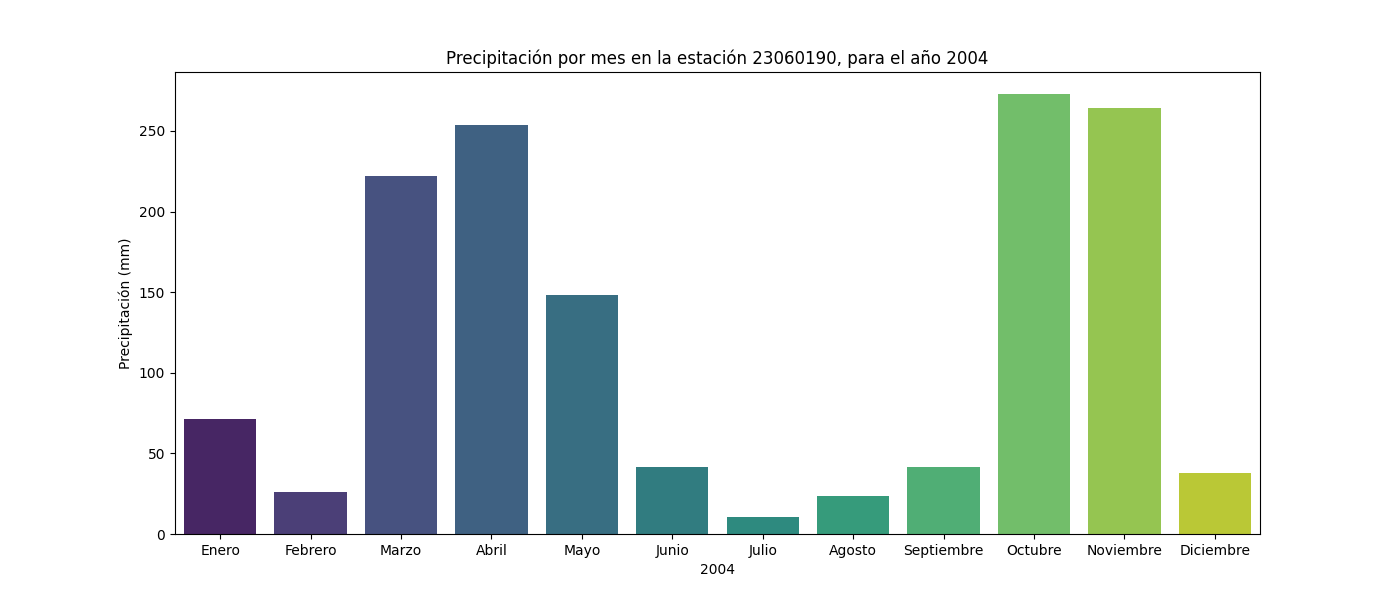 Precipitación por mes en la estación 23060190, para el año 2004
Precipitación (mm)
250
200
150
100
50
0
Enero Febrero Marzo Abril Mayo Junio Julio Agosto Septiembre Octubre Noviembre Diciembre
2004